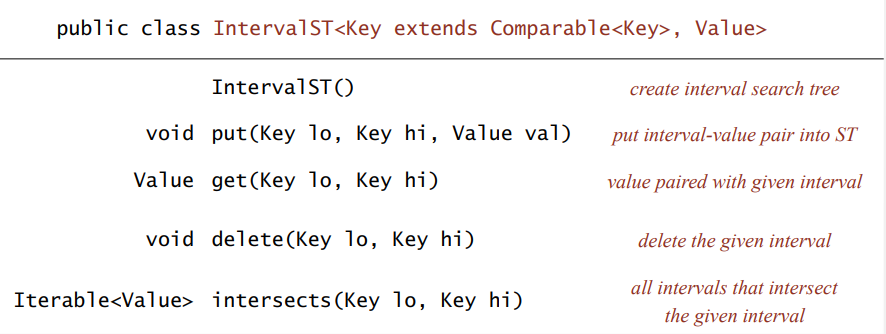 public class IntervalST<Key extends Comparable<Key>, Value>
IntervalST() create interval search tree
void put(Key lo, Key hi, Value val) put interval-value pair into ST
Value get(Key lo, Key hi) value paired with given interval
void delete(Key lo, Key hi) delete the given interval
Iterable<Value> intersects(Key lo, Key hi) all intervals that intersect
the given interval